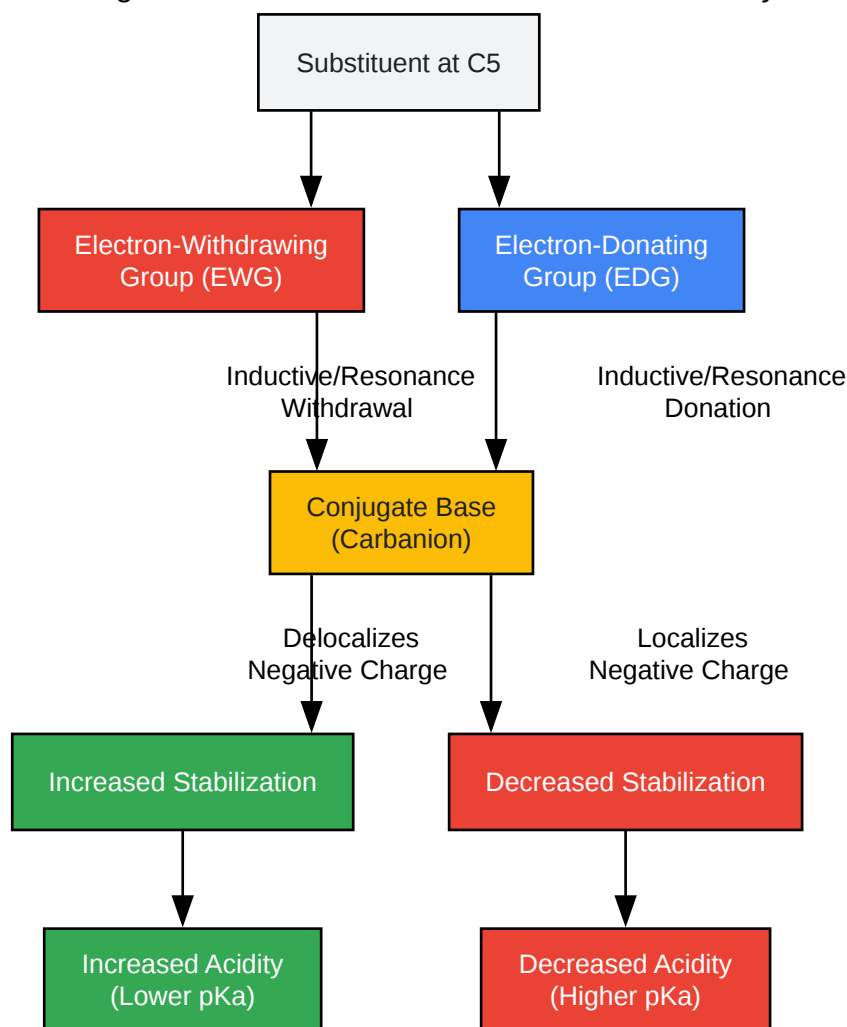 Substituent at C5
Electron-Withdrawing
Group (EWG)
Electron-Donating
Group (EDG)
Inductive/Resonance
Withdrawal
Inductive/Resonance
Donation
Conjugate Base
(Carbanion)
Delocalizes
Negative Charge
Localizes
Negative Charge
Increased Stabilization
Decreased Stabilization
Increased Acidity
(Lower pKa)
Decreased Acidity
(Higher pKa)